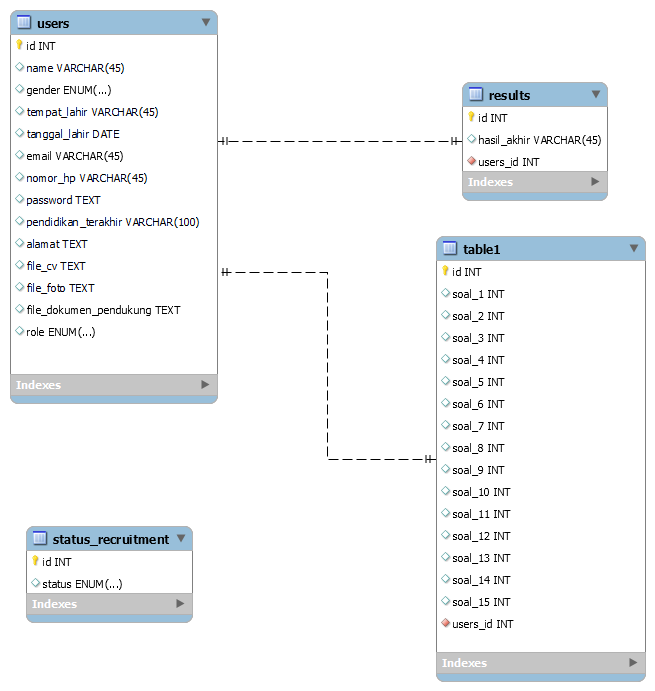 users
id INT
name VARCHAR(45)
gender ENUM(...)
tempat_lahir VARCHAR(45)
tanggal_lahir DATE
email VARCHAR(45)
nomor_hp VARCHAR(45)
password TEXT
pendidikan_terakhir VARCHAR(100)
alamat TEXT
file_cv TEXT
file_foto TEXT
file_dokumen_pendukung TEXT
role ENUM(...)
Indexes
results
id INT
hasil_akhir VARCHAR(45)
users_id INT
Indexes
table1
id INT
soal_1 INT
soal_2 INT
soal_3 INT
soal_4 INT
soal_5 INT
soal_6 INT
soal_7 INT
soal_8 INT
soal_9 INT
soal_10 INT
soal_11 INT
soal_12 INT
soal_13 INT
soal_14 INT
soal_15 INT
users_id INT
Indexes
status_recruitment
id INT
status ENUM(...)
Indexes